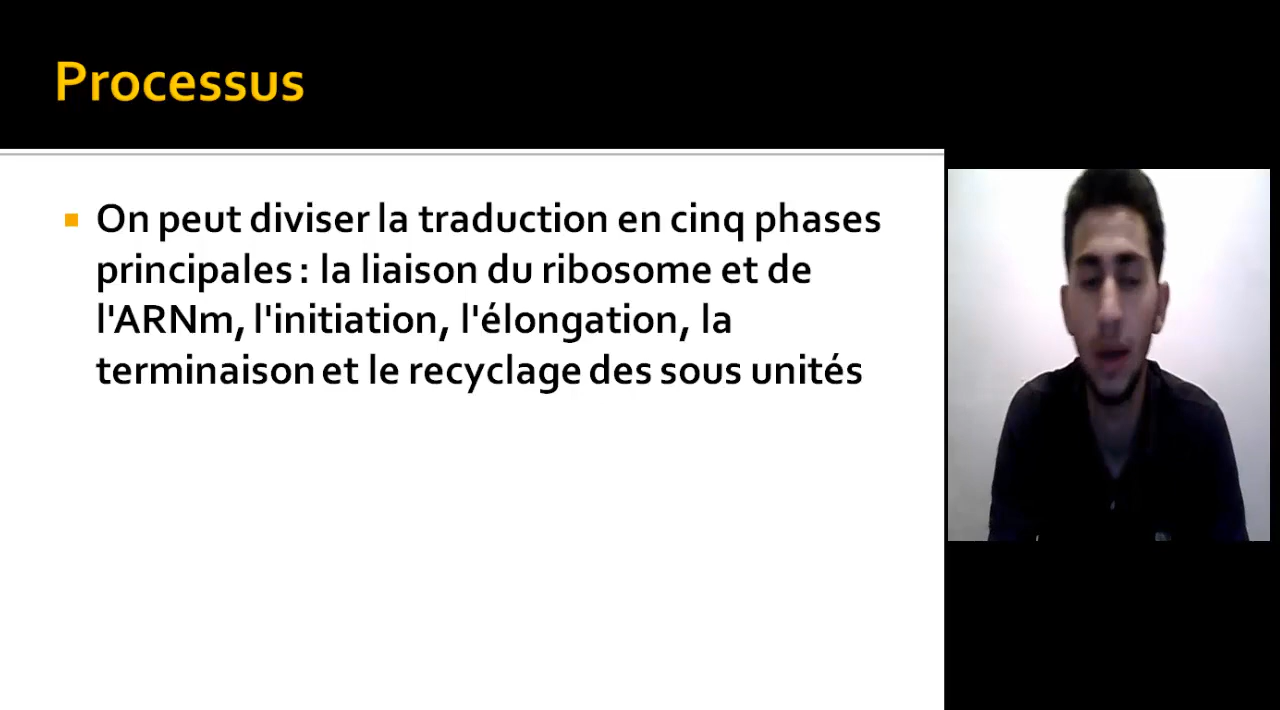 Processus
On peut diviser la traduction en cinq phases
principales : la liaison du ribosome et de
l'ARNm, l'initiation, l'élongation, la
terminaison et le recyclage des sous unités